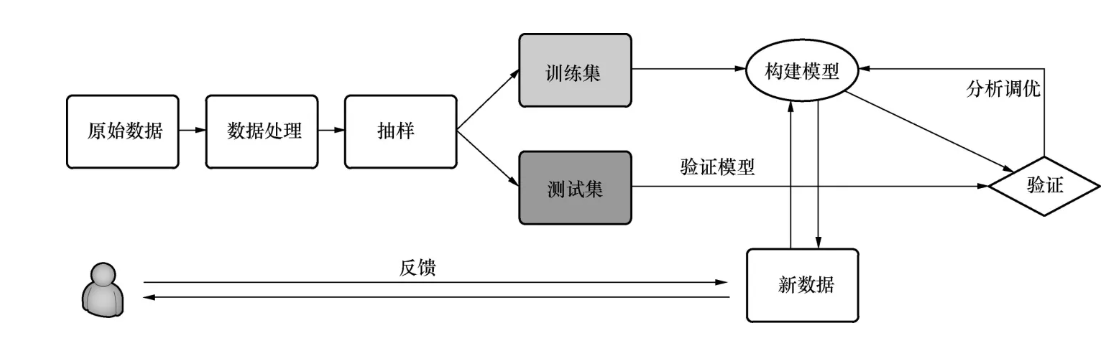 原始数据
数据处理
抽样
训练集
测试集
构建模型
分析调优
验证模型
验证
反馈
新数据